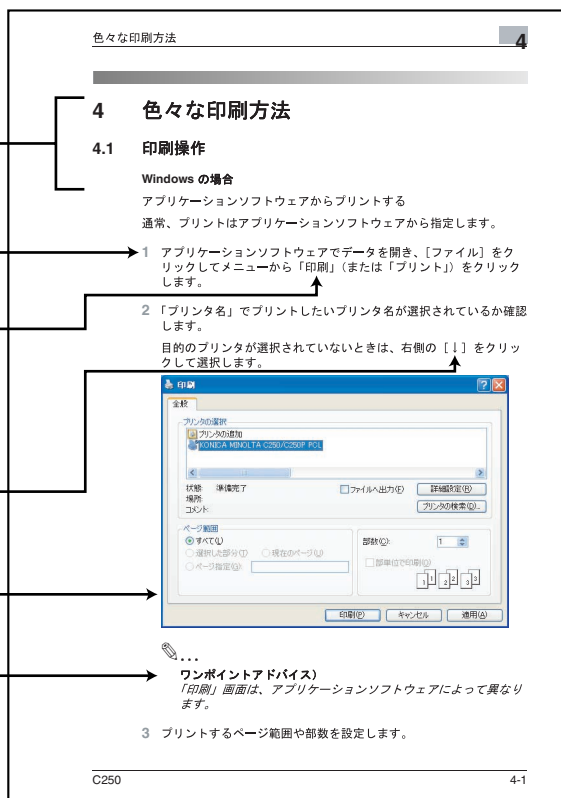 色々な印刷方法
4
4 色々な印刷方法
4.1 印刷操作
Windows の場合
アプリケーションソフトウェアからプリントする
通常、プリントはアプリケーションソフトウェアから指定します。
1 アプリケーションソフトウェアでデータを開き、[ファイル] をク
リックしてメニューから「印刷」(または「プリント」) をクリック
します。
2 「プリンタ名」でプリントしたいプリンタ名が選択されているか確認
します。
目的のプリンタが選択されていないときは、右側の [↓] をクリッ
クして選択します。
印刷
全般
プリンタの選択
プリンタの追加
KONICA MINOLTA C250/C250P PCL
状態: 準備完了
場所:
コメント:
ファイルへ出力(F)
詳細設定(R)
プリンタの検索(D)...
ページ範囲
すべて(L)
選択した部分(T) 現在のページ(U)
ページ指定(G):
部数(C): 1
部単位で印刷(O)
1 1 2 2 3 3
印刷(P) キャンセル 適用(A)
...
ワンポイントアドバイス)
「印刷」画面は、アプリケーションソフトウェアによって異なり
ます。
3 プリントするページ範囲や部数を設定します。
C250 4-1